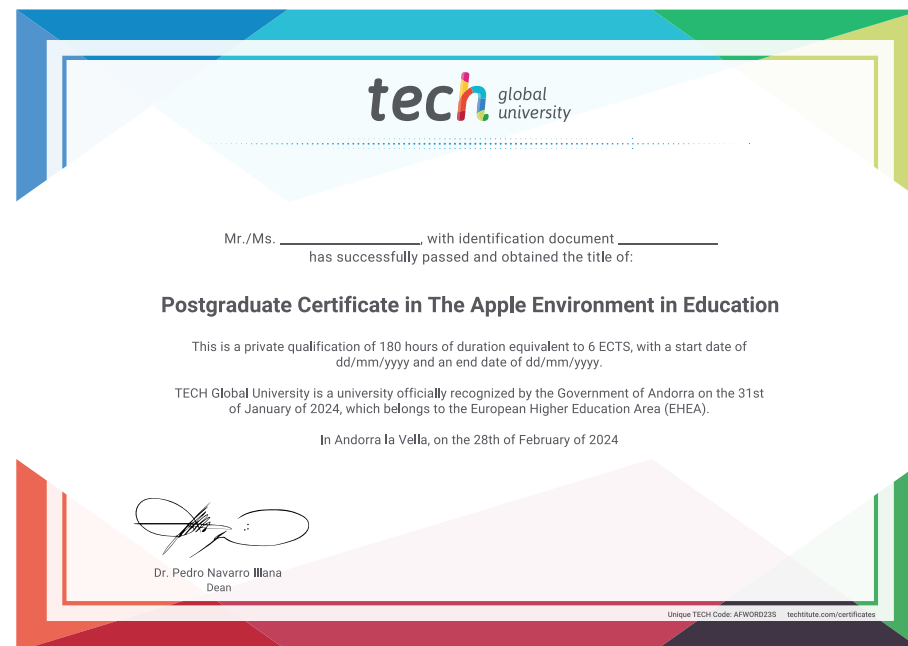 tech global university
Mr./Ms. ____________________, with identification document ______________
has successfully passed and obtained the title of:
Postgraduate Certificate in The Apple Environment in Education
This is a private qualification of 180 hours of duration equivalent to 6 ECTS, with a start date of
dd/mm/yyyy and an end date of dd/mm/yyyy.
TECH Global University is a university officially recognized by the Government of Andorra on the 31st
of January of 2024, which belongs to the European Higher Education Area (EHEA).
In Andorra la Vella, on the 28th of February of 2024
Dr. Pedro Navarro Illana
Dean
Unique TECH Code: AFWORD23S techtitute.com/certificates